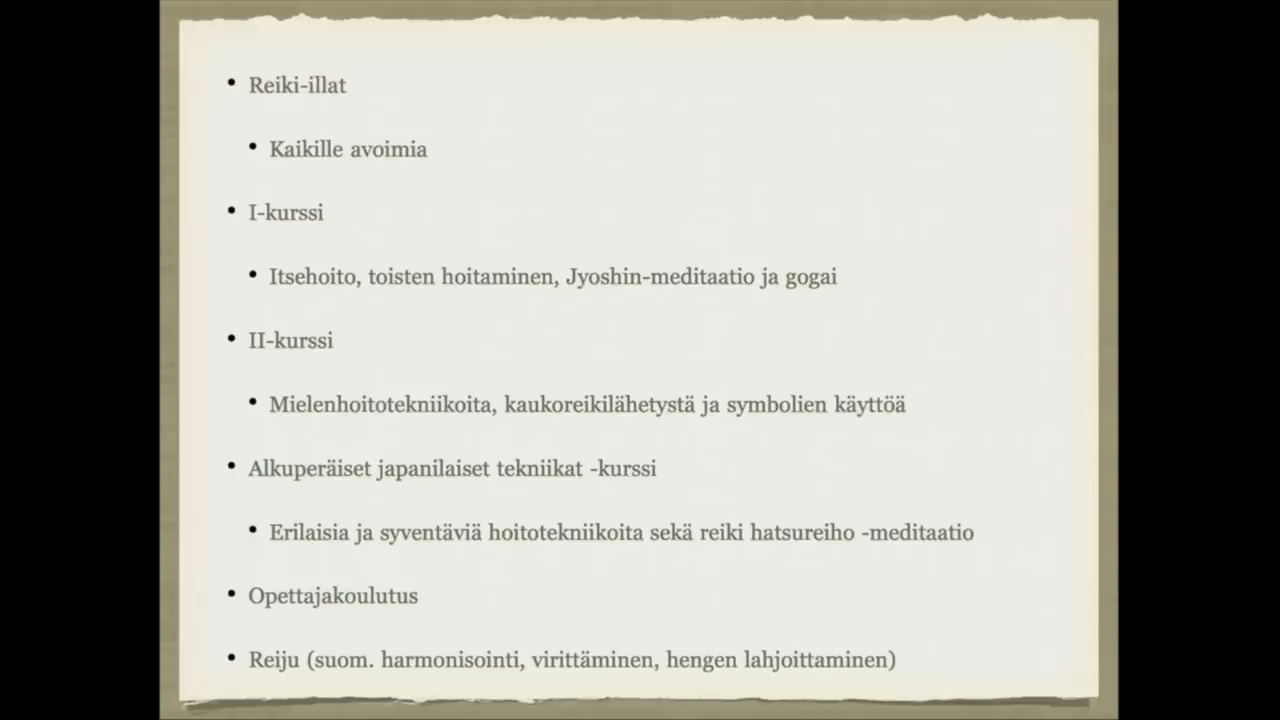 • Reiki-illat
• Kaikille avoimia
• I-kurssi
• Itsehoito, toisten hoitaminen, Jyoshin-meditaatio ja gogai
• II-kurssi
• Mielenhoitotekniikoita, kaukoreikilähetystä ja symbolien käyttöä
• Alkuperäiset japanilaiset tekniikat -kurssi
• Erilaisia ja syventäviä hoitotekniikoita sekä reiki hatsureiho -meditaatio
• Opettajakoulutus
• Reiju (suom. harmonisointi, virittäminen, hengen lahjoittaminen)